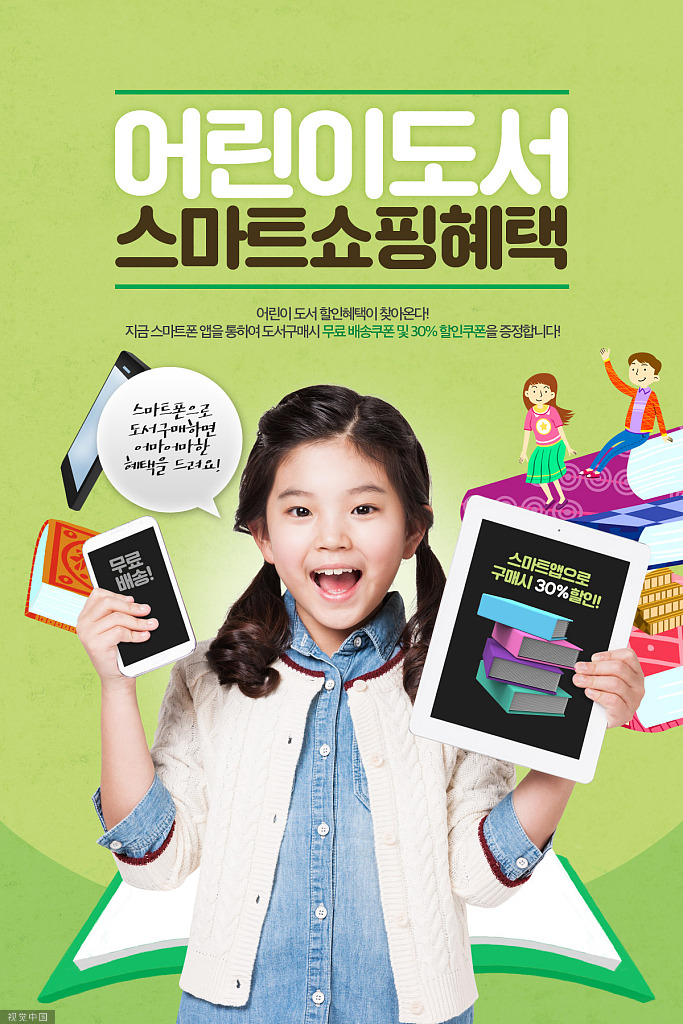 어린이도서
스마트쇼핑혜택
어린이 도서 할인혜택이 찾아온다!
지금 스마트폰 앱을 통하여 도서구매시 무료 배송쿠폰 및 30% 할인쿠폰을 증정합니다!
스마트폰으로
도서구매하면
어마어마한
혜택을 드려요!
무료
배송!
스마트앱으로
구매시 30% 할인!
视觉中国